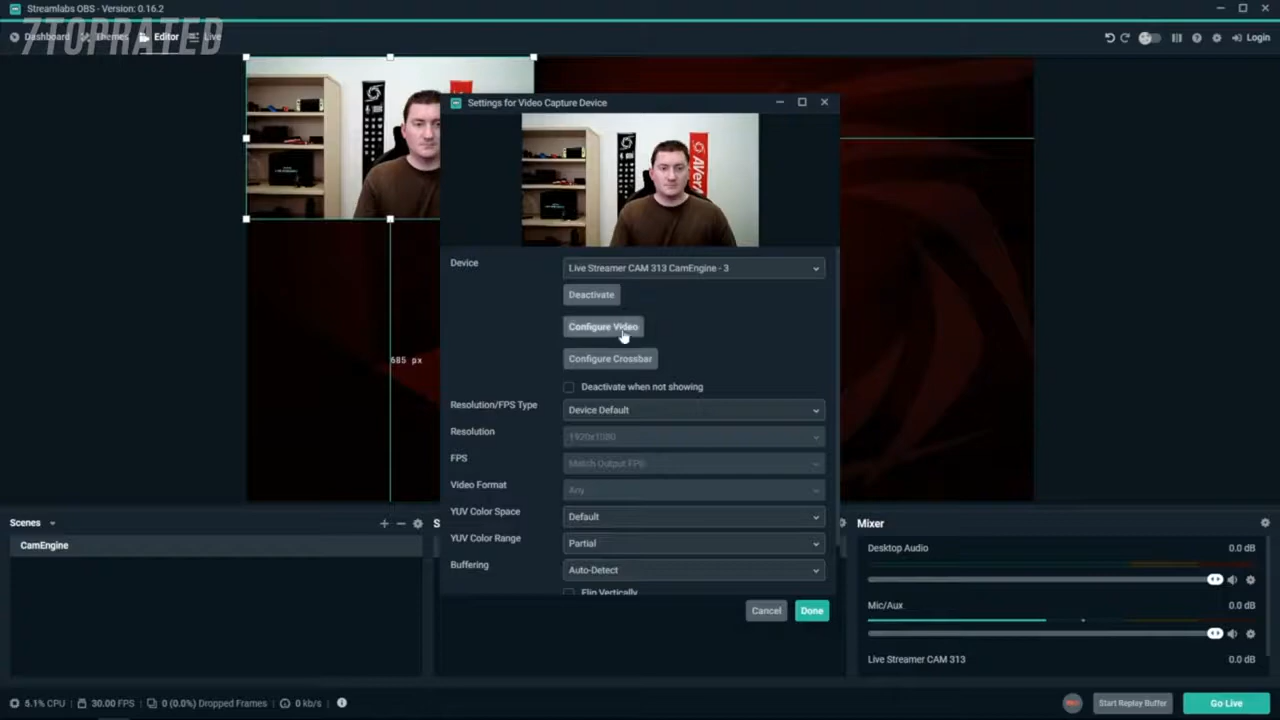 Streamlabs OBS - Version: 0.16.2
7TOPRATED
Dashboard Themes Editor Live
Login
Settings for Video Capture Device
AVer
Device
Live Streamer CAM 313 CamEngine - 3
Deactivate
Configure Video
Configure Crossbar
685 px
Deactivate when not showing
Resolution/FPS Type
Device Default
Resolution
1920x1080
FPS
Match Output FPS
Video Format
Any
YUV Color Space
Default
YUV Color Range
Partial
Buffering
Auto-Detect
Flip Vertically
Cancel
Done
Scenes
S
CamEngine
Mixer
Desktop Audio
0.0 dB
Mic/Aux
0.0 dB
Live Streamer CAM 313
0.0 dB
5.1% CPU
30.00 FPS
0 (0.0%) Dropped Frames
0 kb/s
REC
Start Replay Buffer
Go Live